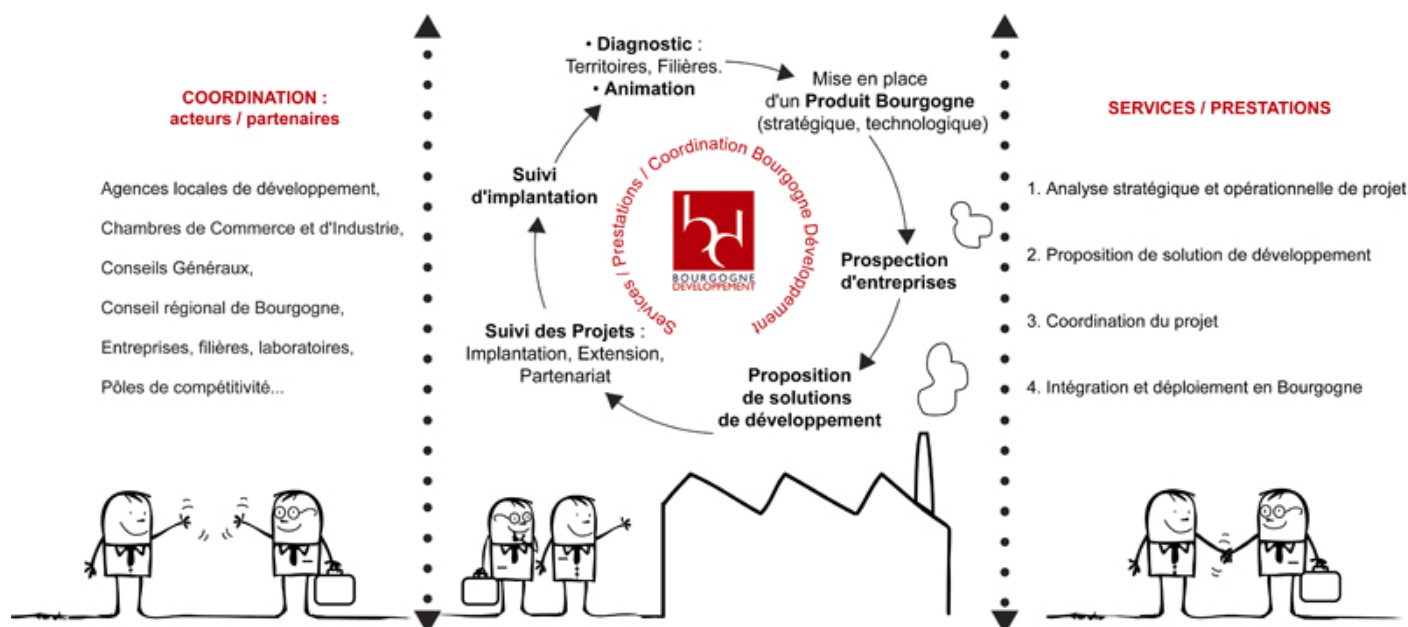 COORDINATION :
acteurs / partenaires
Agences locales de développement,
Chambres de Commerce et d'Industrie,
Conseils Généraux,
Conseil régional de Bourgogne,
Entreprises, filières, laboratoires,
Pôles de compétitivité...
• Diagnostic :
Territoires, Filières.
• Animation
Mise en place
d'un Produit Bourgogne
(stratégique, technologique)
Prospection
d'entreprises
Proposition
de solutions
de développement
Suivi des Projets :
Implantation, Extension,
Partenariat
Suivi
d'implantation
Services / Prestations / Coordination Bourgogne Développement
bd
BOURGOGNE
DÉVELOPPEMENT
SERVICES / PRESTATIONS
1. Analyse stratégique et opérationnelle de projet
2. Proposition de solution de développement
3. Coordination du projet
4. Intégration et déploiement en Bourgogne